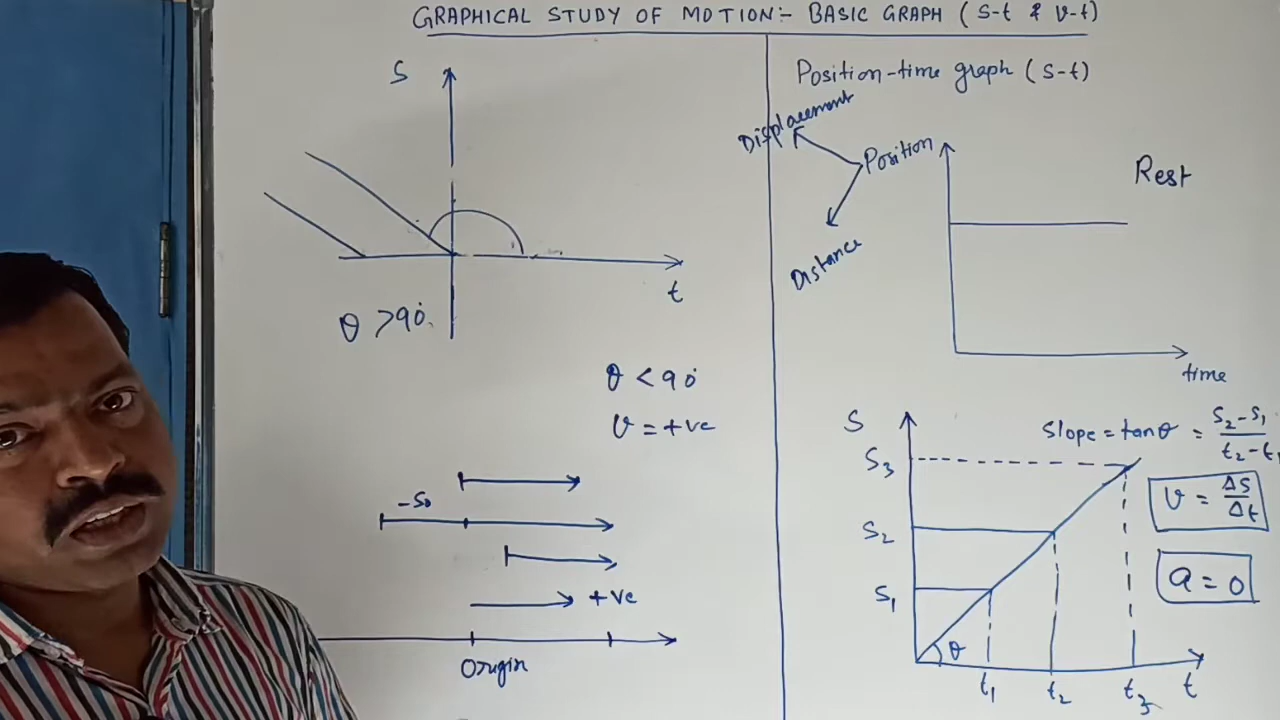 GRAPHICAL STUDY OF MOTION:- BASIC GRAPH (S-t & v-t)
S
t
θ >90°
θ < 90°
v = +ve
-S0
+ve
Origin
Position-time graph (S-t)
Displacement
Position
Distance
Rest
time
S
Slope = tanθ = S2-S1 / t2-t1
S3
S2
S1
v = ΔS/Δt
a = 0
θ
t1 t2 t3 t